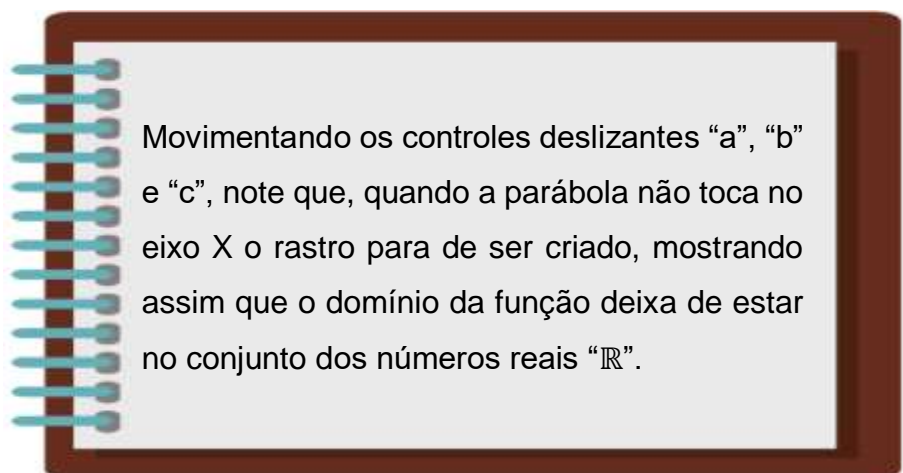 Movimentando os controles deslizantes “a”, “b”
e “c”, note que, quando a parábola não toca no
eixo X o rastro para de ser criado, mostrando
assim que o domínio da função deixa de estar
no conjunto dos números reais “ℝ”.